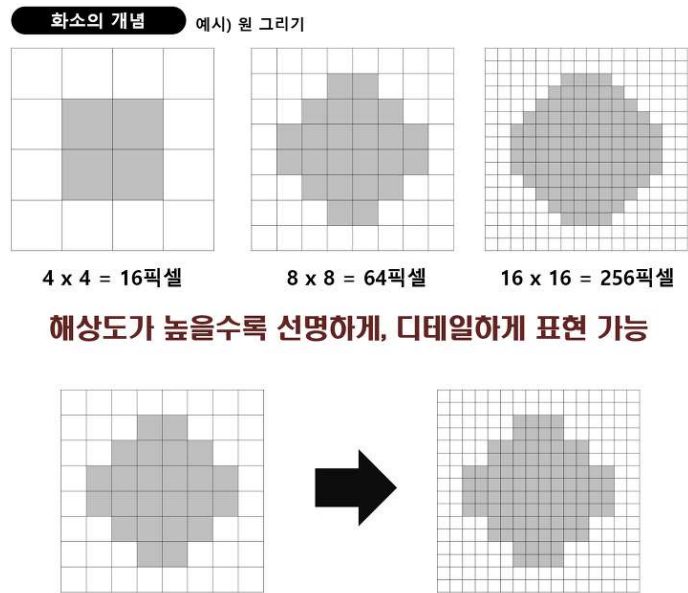 화소의 개념
예시) 원 그리기
4 x 4 = 16픽셀
8 x 8 = 64픽셀
16 x 16 = 256픽셀
해상도가 높을수록 선명하게, 디테일하게 표현 가능